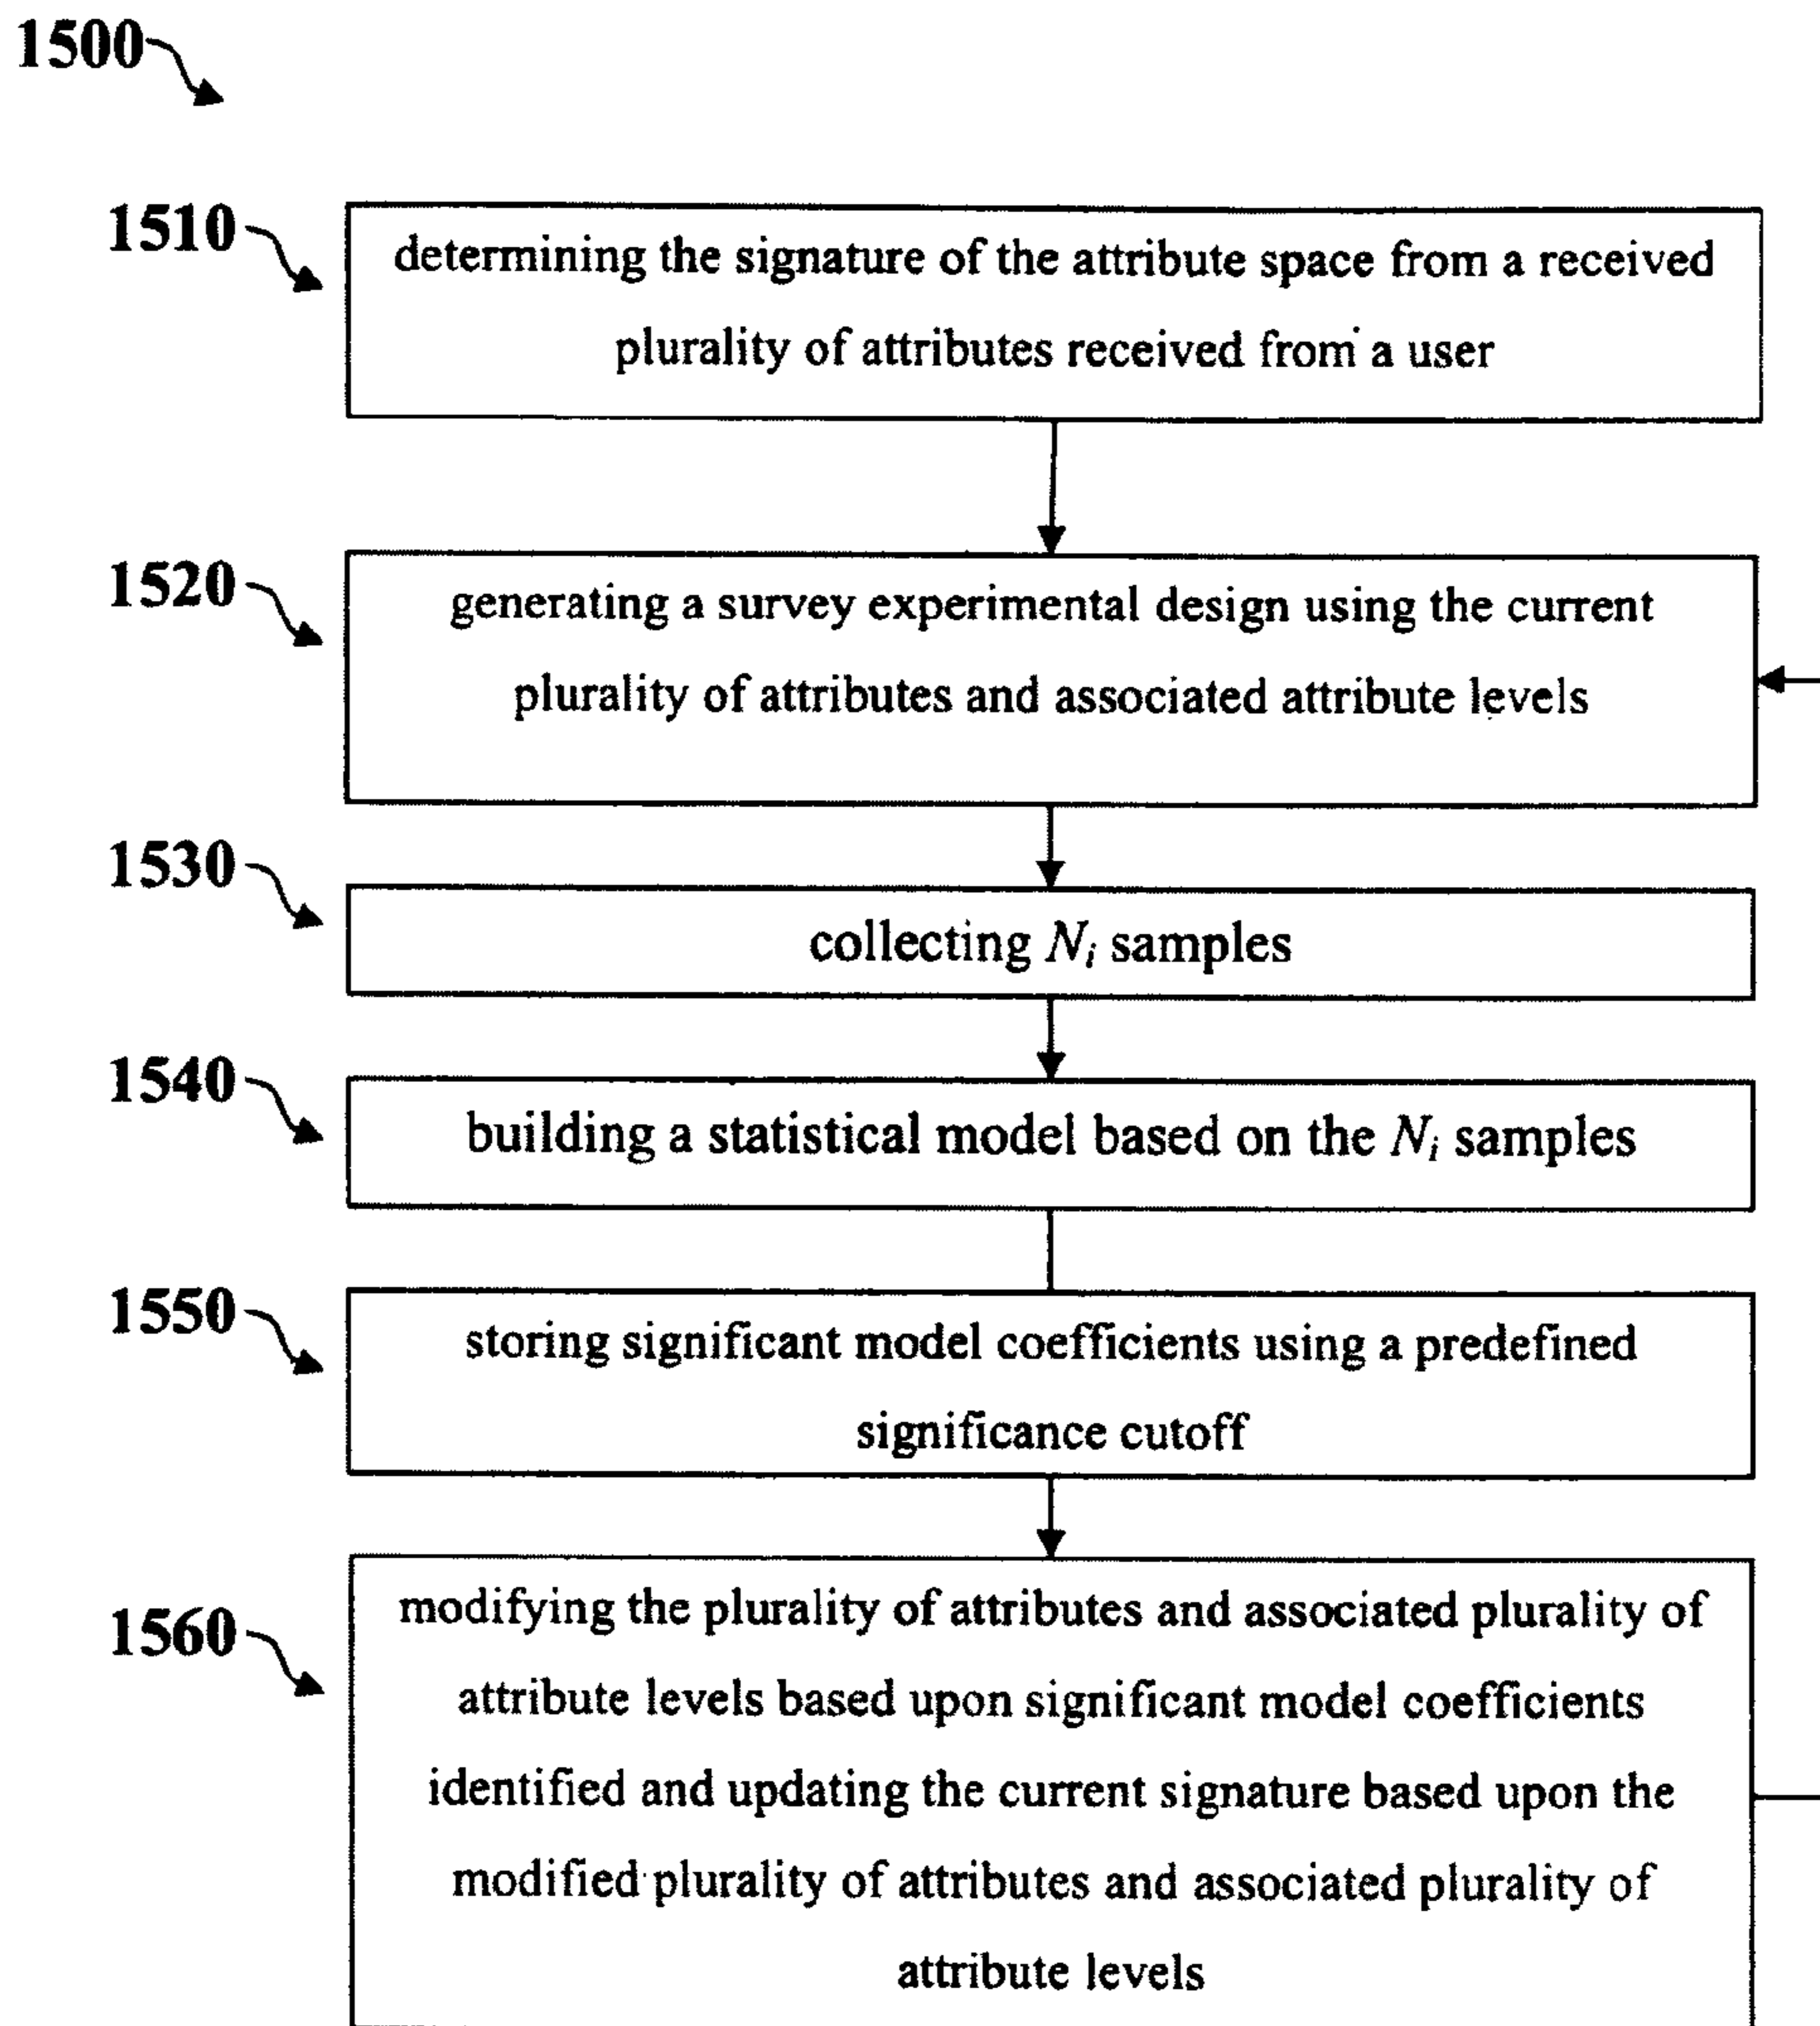 1500
1510
determining the signature of the attribute space from a received
plurality of attributes received from a user
1520
generating a survey experimental design using the current
plurality of attributes and associated attribute levels
1530
collecting Nᵢ samples
1540
building a statistical model based on the Nᵢ samples
1550
storing significant model coefficients using a predefined
significance cutoff
1560
modifying the plurality of attributes and associated plurality of
attribute levels based upon significant model coefficients
identified and updating the current signature based upon the
modified plurality of attributes and associated plurality of
attribute levels